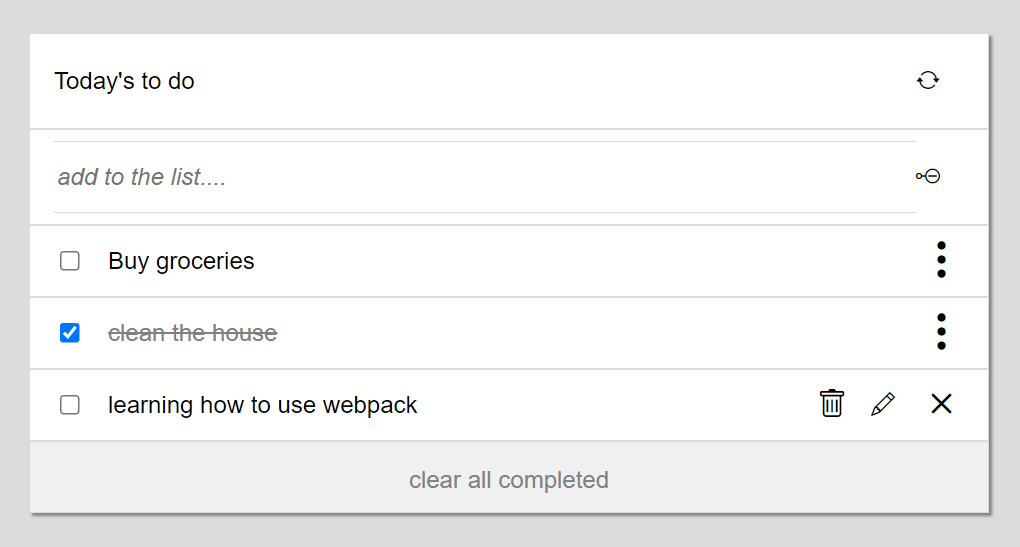 Today's to do
add to the list....
Buy groceries
clean the house
learning how to use webpack
clear all completed